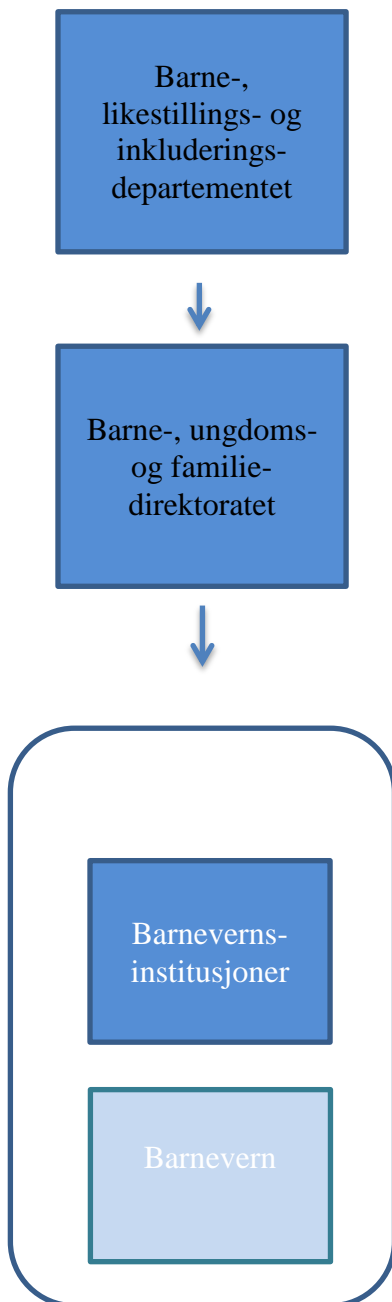 Barne-,
likestillings- og
inkluderings-
departementet
Barne-, ungdoms-
og familie-
direktoratet
Barneverns-
institusjoner
Barnevern